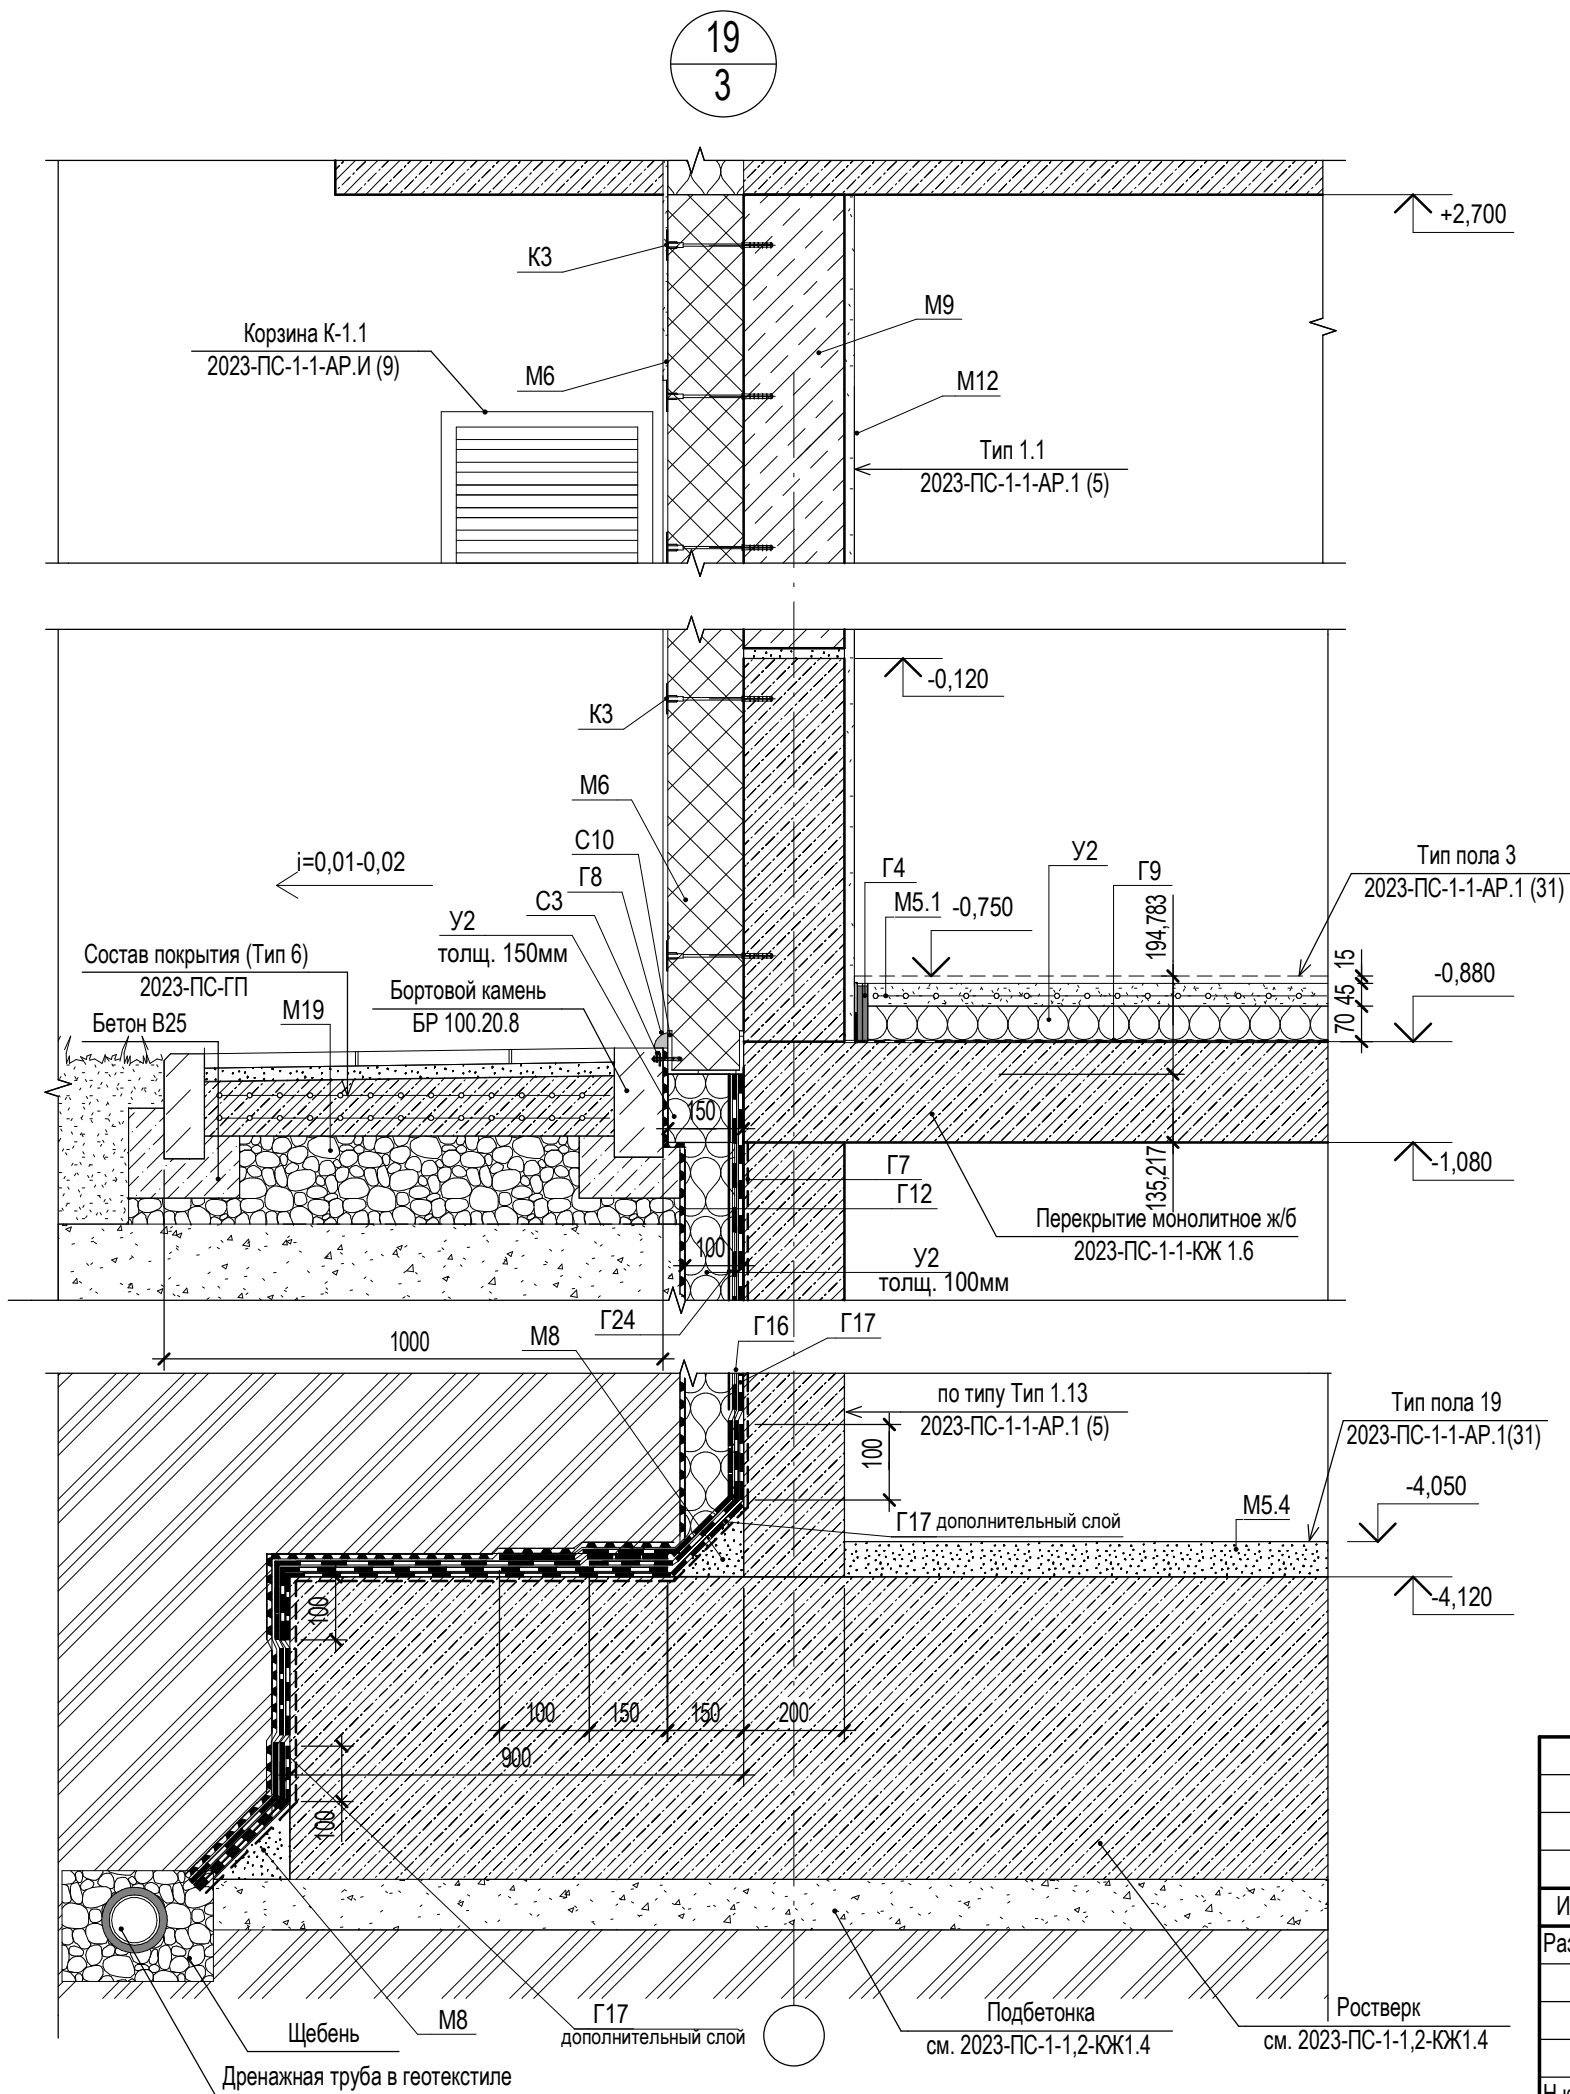 19
3
+2,700
К3
М9
Корзина К-1.1
2023-ПС-1-1-АР.И (9)
М6
М12
Тип 1.1
2023-ПС-1-1-АР.1 (5)
-0,120
К3
М6
С10
Г8
С3
У2
толщ. 150мм
i=0,01-0,02
Г4
М5.1
-0,750
У2
Г9
194,783
15
45
70
Тип пола 3
2023-ПС-1-1-АР.1 (31)
-0,880
Состав покрытия (Тип 6)
2023-ПС-ГП
Бетон В25
М19
Бортовой камень
БР 100.20.8
150
-1,080
135,217
Г7
Г12
Перекрытие монолитное ж/б
2023-ПС-1-1-КЖ 1.6
100
У2
толщ. 100мм
Г24
1000
М8
Г16
Г17
по типу Тип 1.13
2023-ПС-1-1-АР.1 (5)
100
Тип пола 19
2023-ПС-1-1-АР.1(31)
-4,050
М5.4
Г17 дополнительный слой
-4,120
100
100
150
150
200
900
100
И
Раз
Щебень
М8
Г17
дополнительный слой
Подбетонка
см. 2023-ПС-1-1,2-КЖ1.4
Ростверк
см. 2023-ПС-1-1,2-КЖ1.4
Дренажная труба в геотекстиле